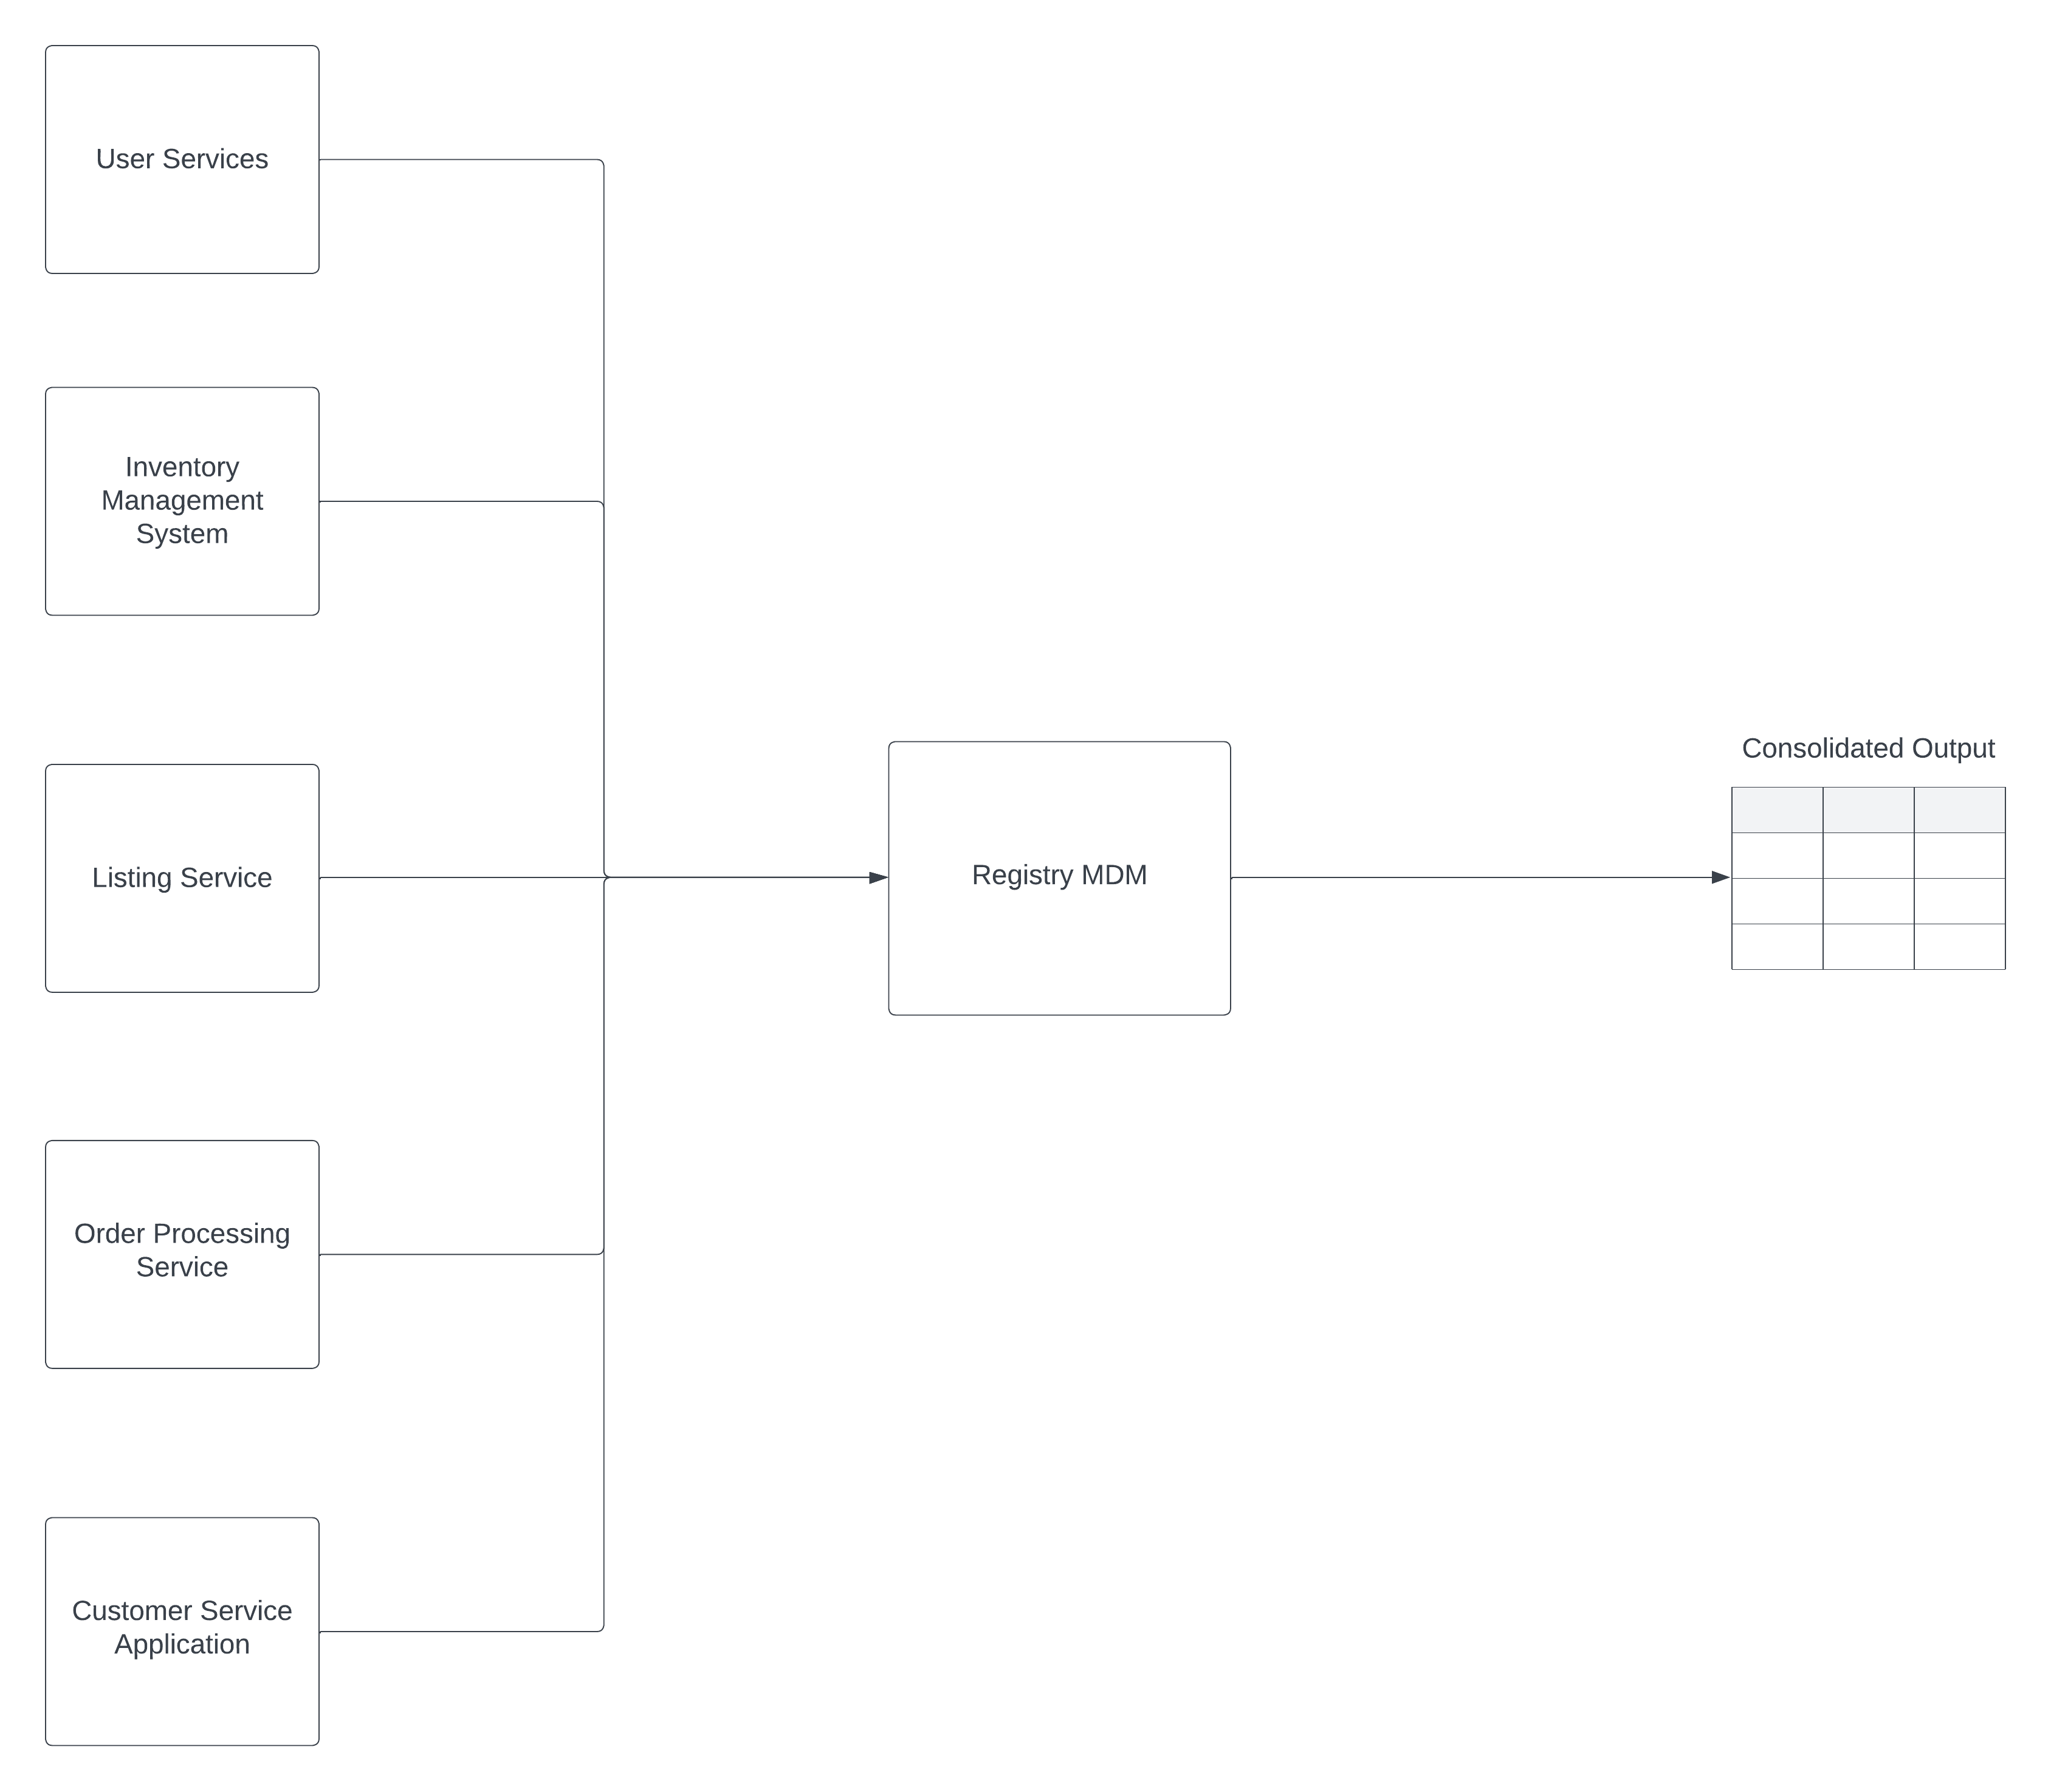 User Services
Inventory
Management
System
Listing Service
Order Processing
Service
Customer Service
Application
Registry MDM
Consolidated Output